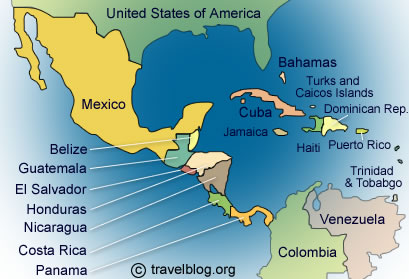 United States of America
Bahamas
Turks and
Caicos Islands
Mexico
Cuba
Dominican Rep.
Jamaica
Haiti
Puerto Rico
Belize
Guatemala
El Salvador
Honduras
Nicaragua
Costa Rica
Panama
Trinidad
& Tobabgo
Venezuela
Colombia
© travelblog.org